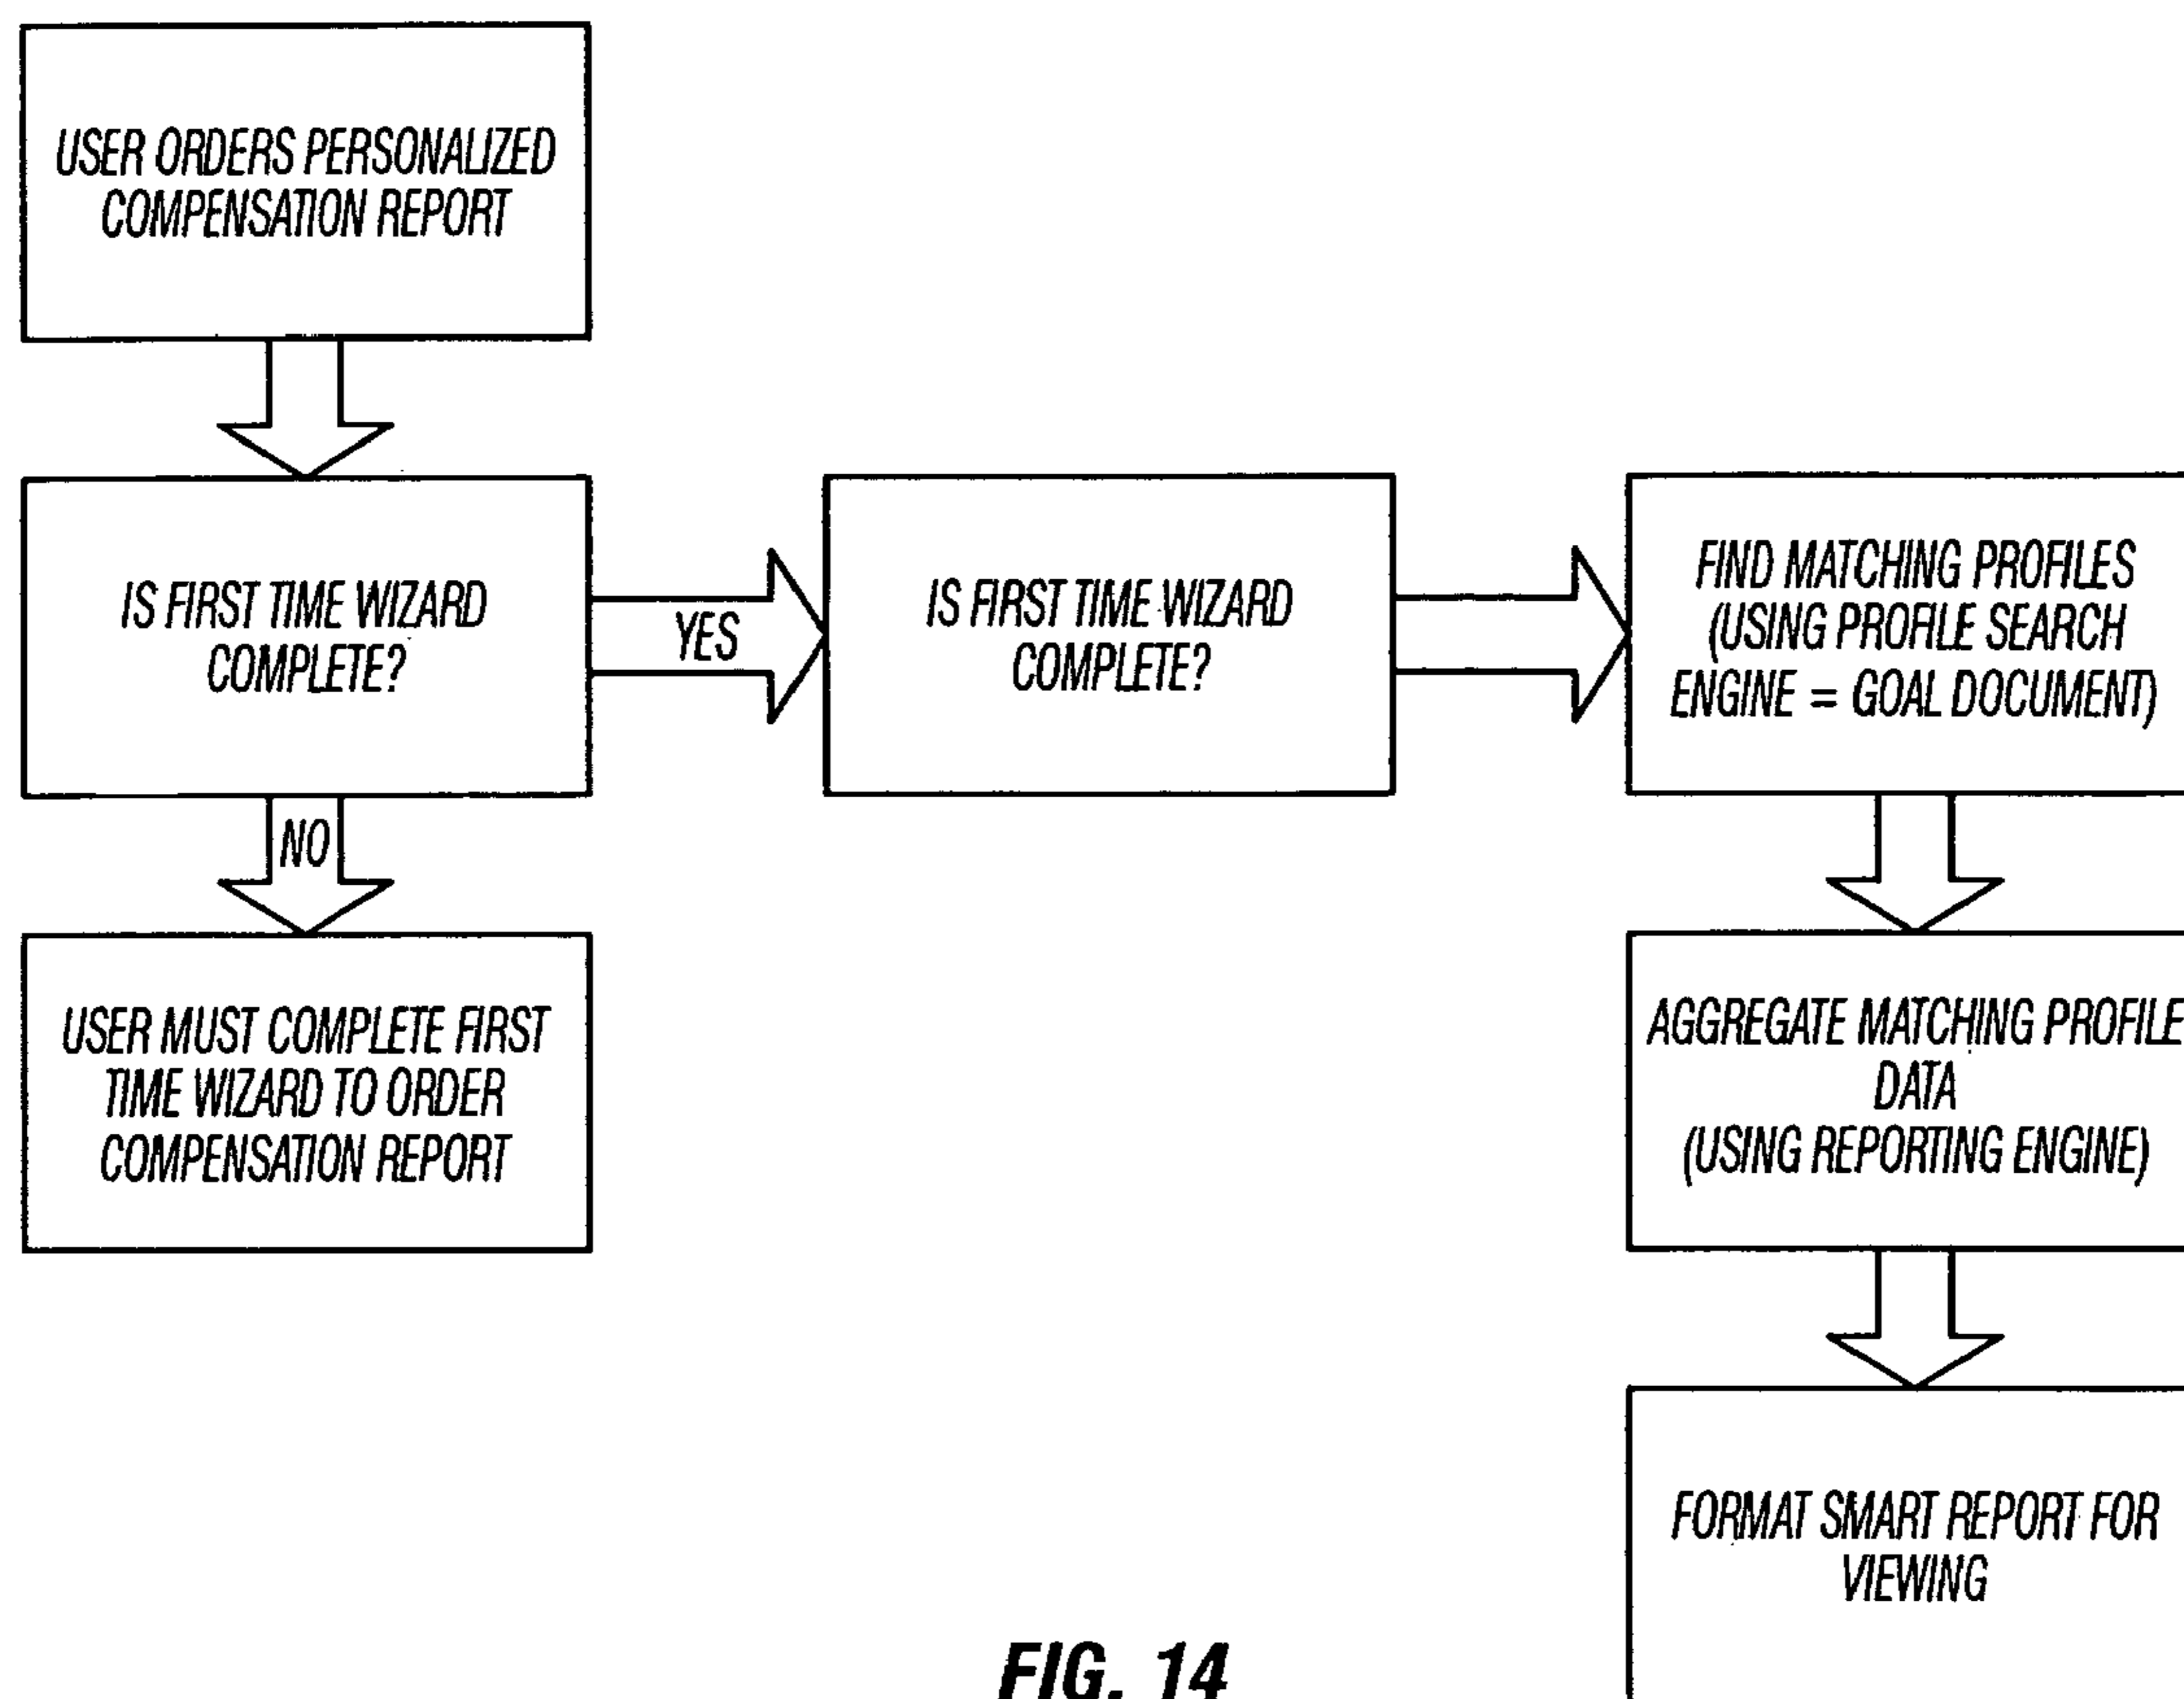 USER ORDERS PERSONALIZED
COMPENSATION REPORT
IS FIRST TIME WIZARD
COMPLETE?
YES
IS FIRST TIME WIZARD
COMPLETE?
FIND MATCHING PROFILES
(USING PROFILE SEARCH
ENGINE = GOAL DOCUMENT)
NO
USER MUST COMPLETE FIRST
TIME WIZARD TO ORDER
COMPENSATION REPORT
AGGREGATE MATCHING PROFILE
DATA
(USING REPORTING ENGINE)
FORMAT SMART REPORT FOR
VIEWING
FIG. 14